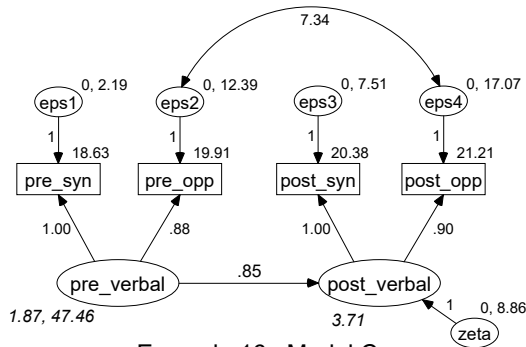 7.34
0, 2.19
0, 12.39
0, 7.51
0, 17.07
eps1
eps2
eps3
eps4
1
1
1
1
18.63
19.91
20.38
21.21
pre_syn
pre_opp
post_syn
post_opp
1.00
.88
1.00
.90
.85
pre_verbal
post_verbal
1.87, 47.46
3.71
1
0, 8.86
zeta